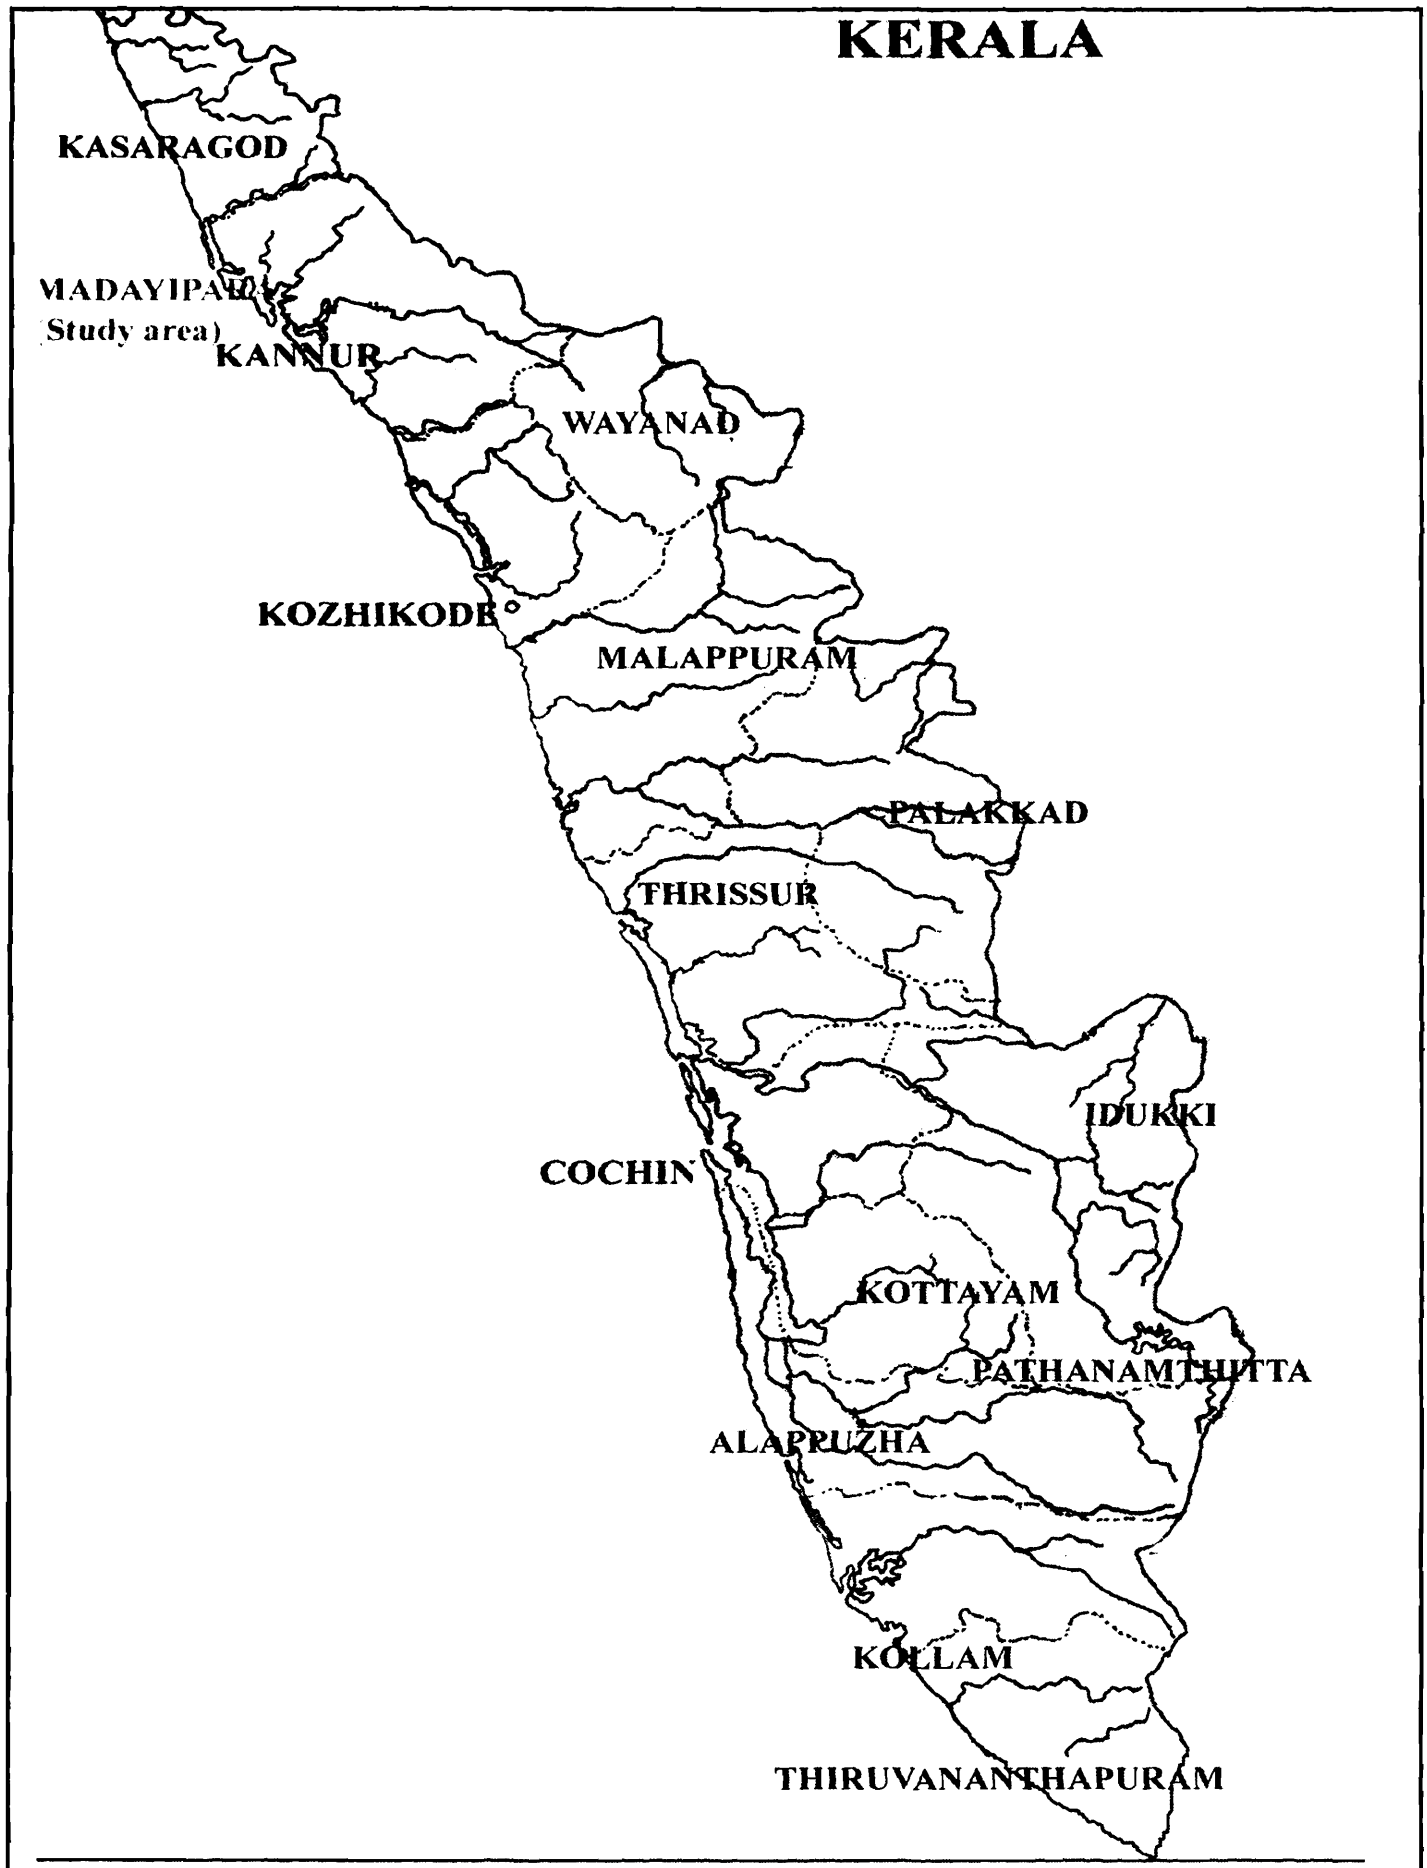 KERALA
KASARAGOD
MADAYIPARA
(Study area)
KANNUR
WAYANAD
KOZHIKODE
MALAPPURAM
PALAKKAD
THRISSUR
IDUKKI
COCHIN
KOTTAYAM
PATHANAMTHITTA
ALAPPUZHA
KOLLAM
THIRUVANANTHAPURAM